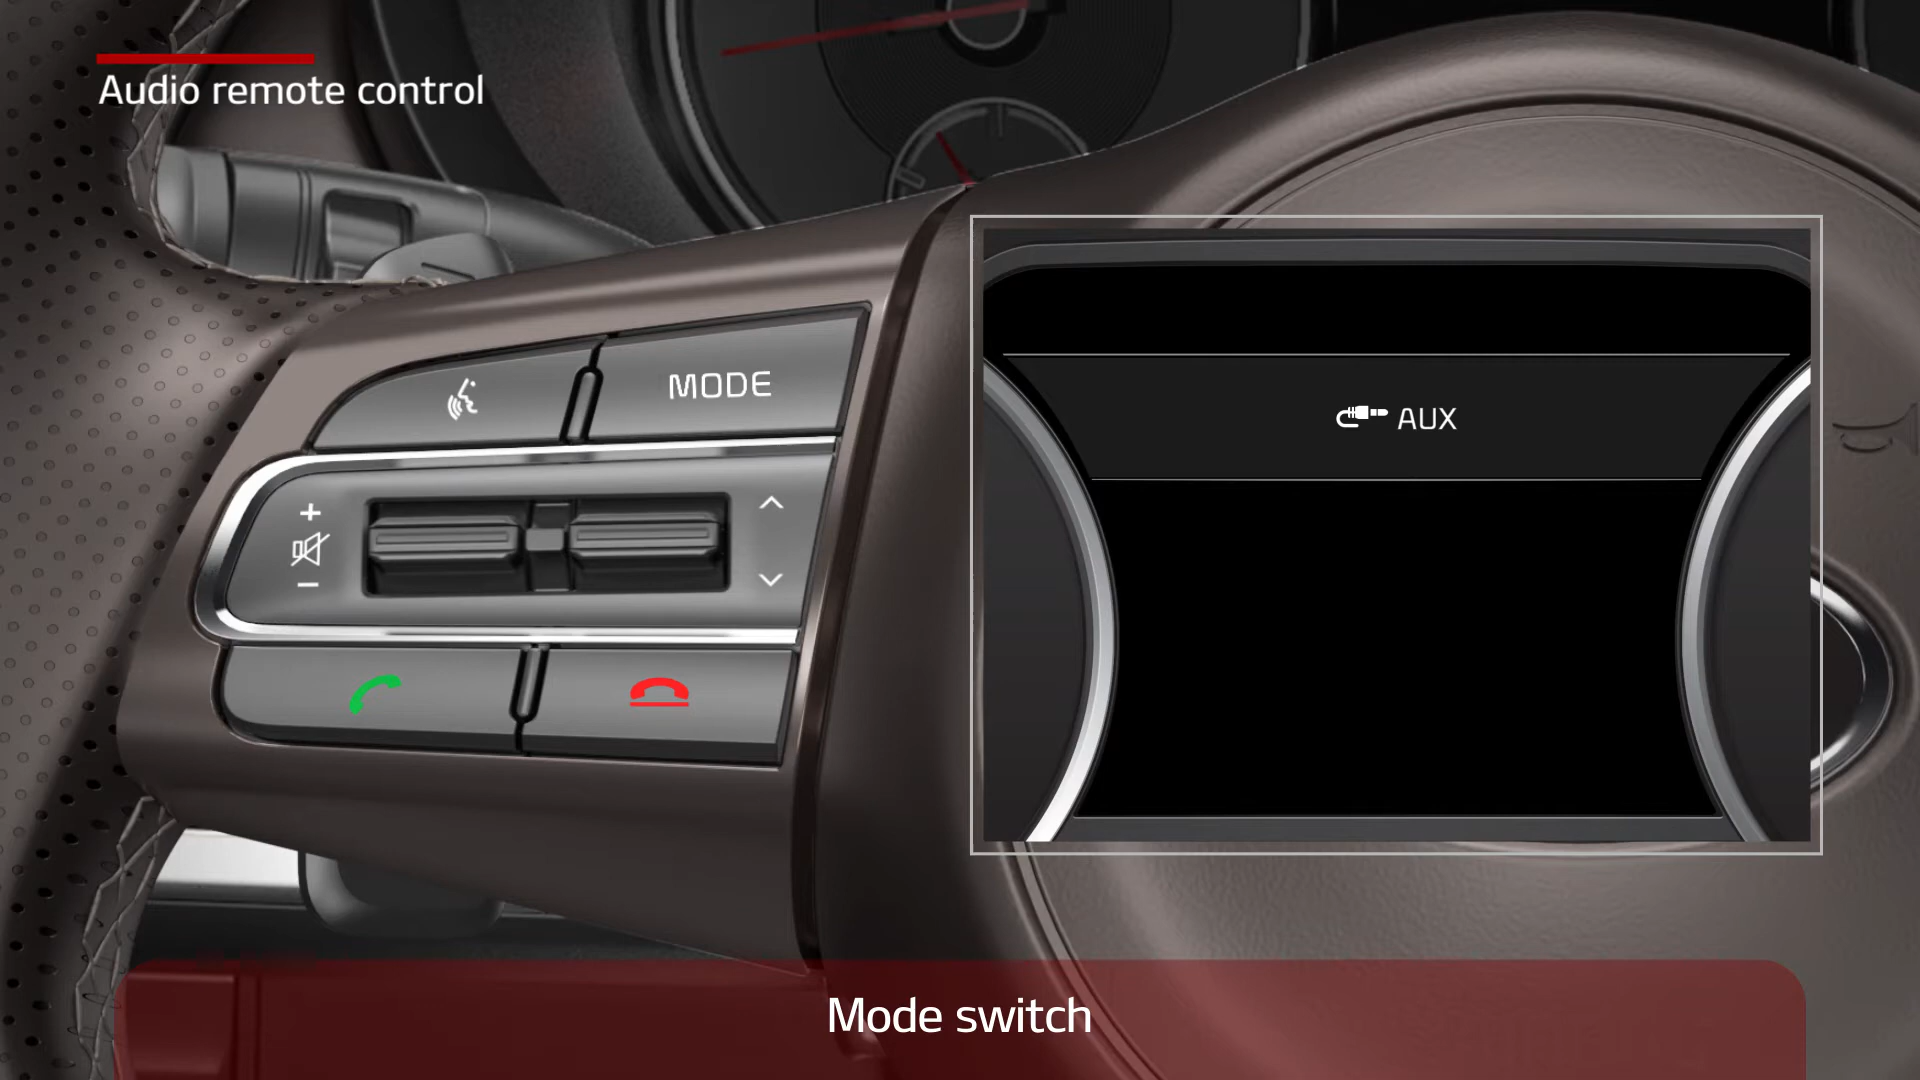 Audio remote control
MODE
AUX
+
−
Mode switch